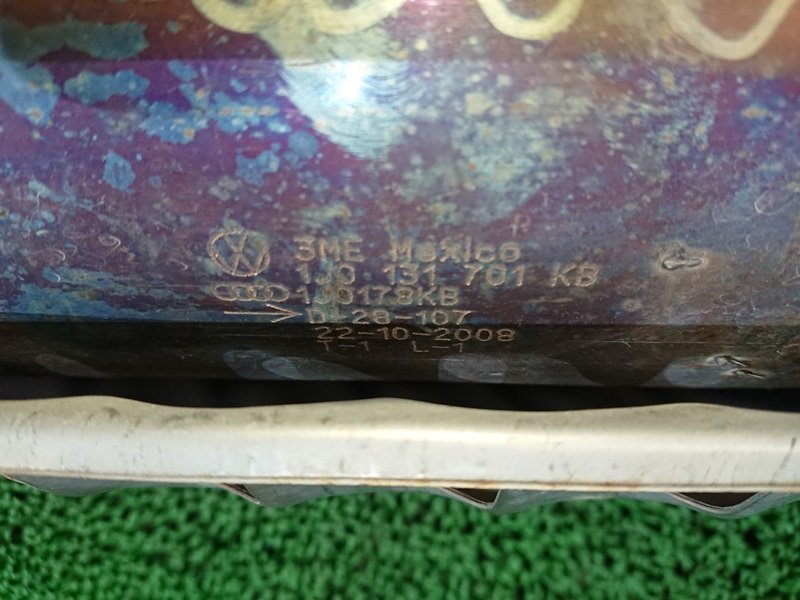 3ME Mexico
1J0 131 701 KB
1J0178KB
D 28-107
22-10-2008
T-1 L-1